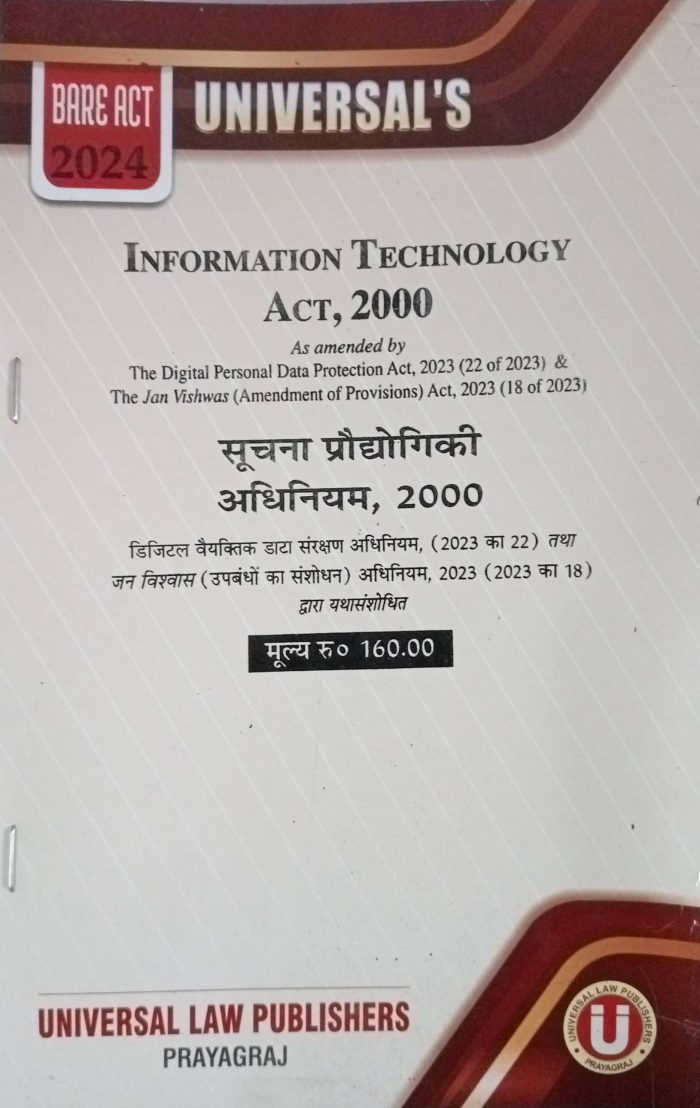 BARE ACT
2024
UNIVERSAL'S
INFORMATION TECHNOLOGY
ACT, 2000
As amended by
The Digital Personal Data Protection Act, 2023 (22 of 2023) &
The Jan Vishwas (Amendment of Provisions) Act, 2023 (18 of 2023)
सूचना प्रौद्योगिकी
अधिनियम, 2000
डिजिटल वैयक्तिक डाटा संरक्षण अधिनियम, (2023 का 22) तथा
जन विश्वास (उपबंधों का संशोधन) अधिनियम, 2023 (2023 का 18)
द्वारा यथासंशोधित
मूल्य रु० 160.00
UNIVERSAL LAW PUBLISHERS
PRAYAGRAJ
UNIVERSAL LAW PUBLISHERS
U
PRAYAGRAJ